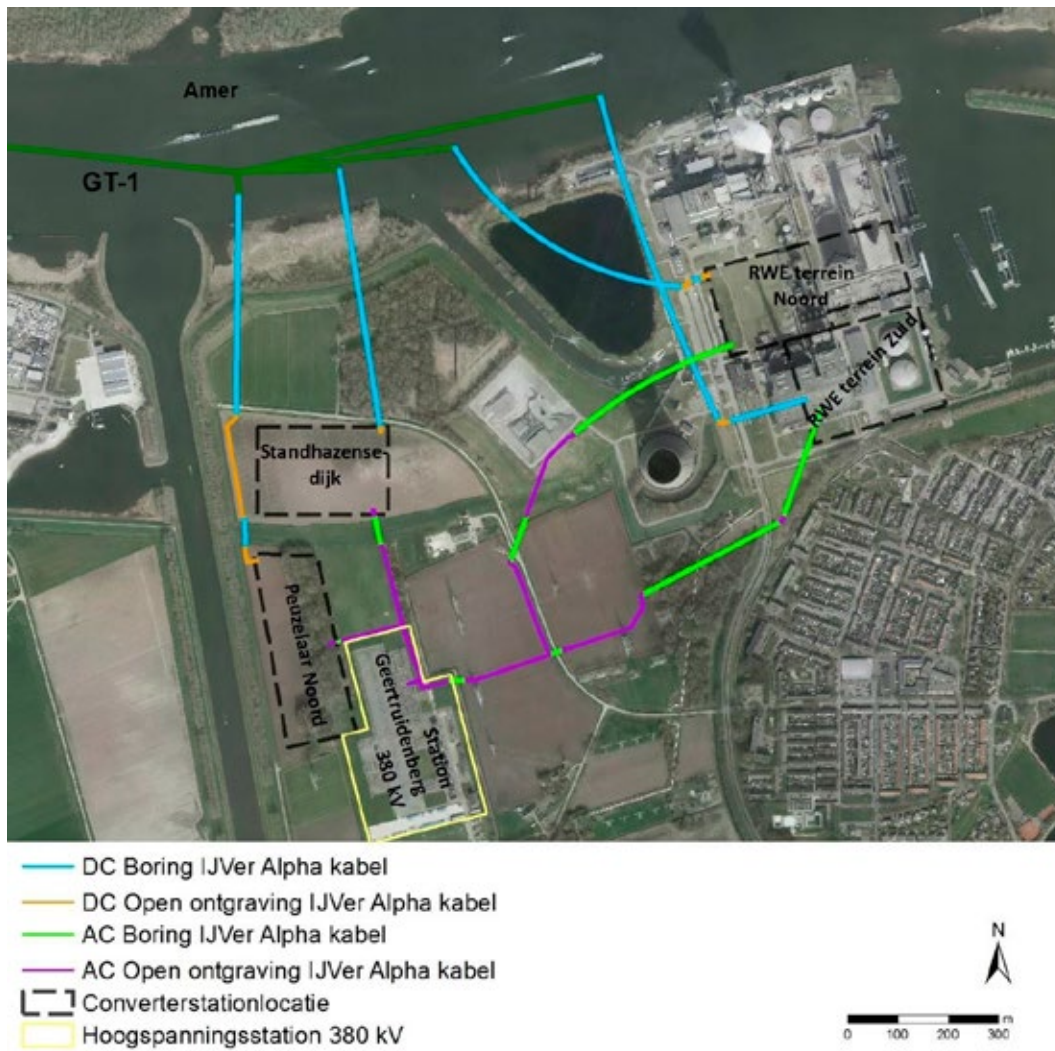 Amer
GT-1
RWE terrein
Noord
RWE terrein Zuid
Standhazense-
dijk
Peuzelaar Noord
Station
Geertruidenberg
380 kV
DC Boring IJVer Alpha kabel
DC Open ontgraving IJVer Alpha kabel
AC Boring IJVer Alpha kabel
AC Open ontgraving IJVer Alpha kabel
Converterstationlocatie
Hoogspanningsstation 380 kV
N
m
0 100 200 300